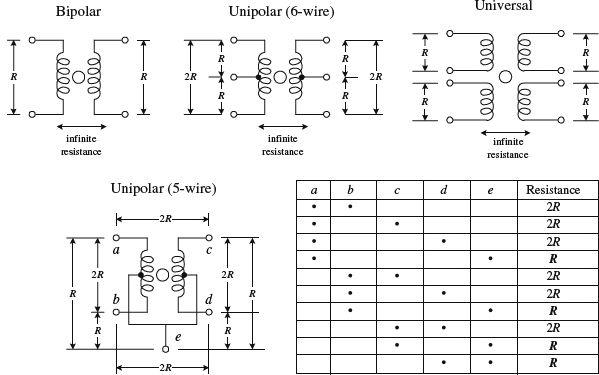 Bipolar
Unipolar (6-wire)
Universal
R
R
2R
R
R
R
R
2R
R
R
R
R
infinite
resistance
infinite
resistance
infinite
resistance
Unipolar (5-wire)
2R
a
c
R
2R
2R
R
b
d
R
R
e
2R
a b c d e Resistance
• • 2R
• • 2R
• • 2R
• • R
• • 2R
• • 2R
• • R
• • 2R
• • R
• • R